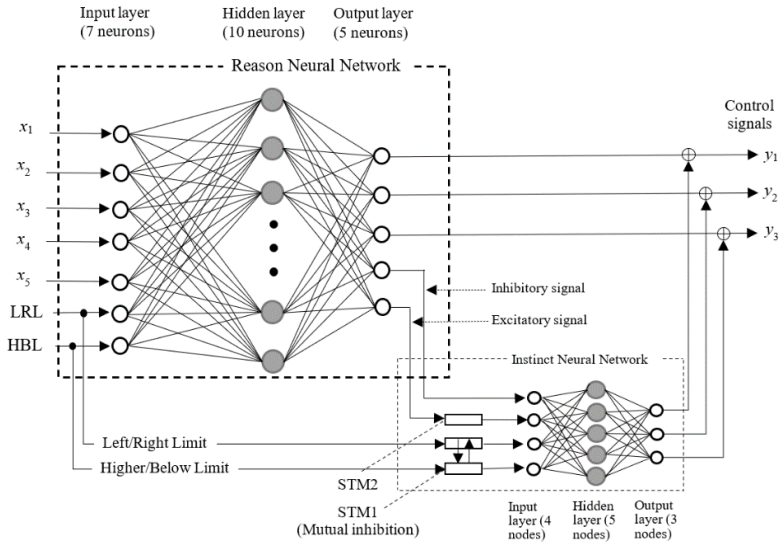 Input layer
(7 neurons)
Hidden layer
(10 neurons)
Output layer
(5 neurons)
Reason Neural Network
Control
signals
x1
x2
x3
x4
x5
LRL
HBL
y1
y2
y3
Inhibitory signal
Excitatory signal
Instinct Neural Network
Left/Right Limit
Higher/Below Limit
STM2
STM1
(Mutual inhibition)
Input
layer (4
nodes)
Hidden
layer (5
nodes)
Output
layer (3
nodes)